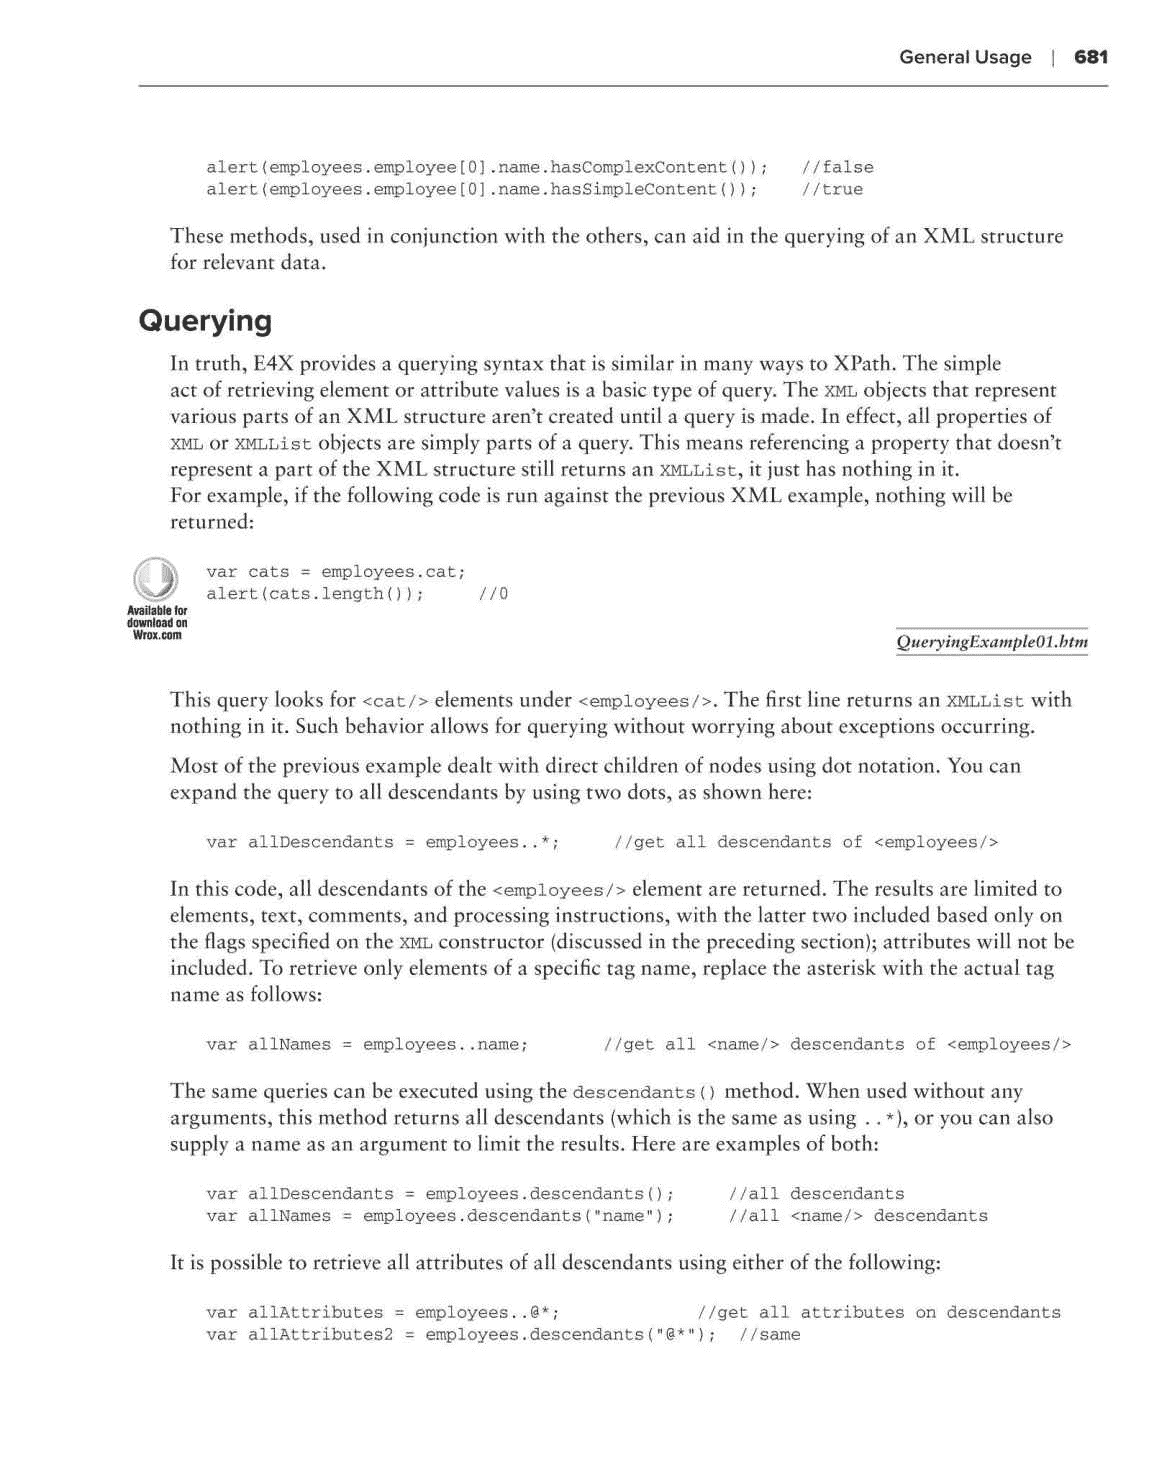 General Usage | 681
alert(employees.employee[0].name.hasComplexContent()); //false
alert(employees.employee[0].name.hasSimpleContent()); //true
These methods, used in conjunction with the others, can aid in the querying of an XML structure
for relevant data.
Querying
In truth, E4X provides a querying syntax that is similar in many ways to XPath. The simple
act of retrieving element or attribute values is a basic type of query. The XML objects that represent
various parts of an XML structure aren’t created until a query is made. In effect, all properties of
XML or XMLList objects are simply parts of a query. This means referencing a property that doesn’t
represent a part of the XML structure still returns an XMLList, it just has nothing in it.
For example, if the following code is run against the previous XML example, nothing will be
returned:
var cats = employees.cat;
alert(cats.length()); //0
Available for
download on
Wrox.com
QueryingExample01.htm
This query looks for <cat/> elements under <employees/>. The first line returns an XMLList with
nothing in it. Such behavior allows for querying without worrying about exceptions occurring.
Most of the previous example dealt with direct children of nodes using dot notation. You can
expand the query to all descendants by using two dots, as shown here:
var allDescendants = employees..*; //get all descendants of <employees/>
In this code, all descendants of the <employees/> element are returned. The results are limited to
elements, text, comments, and processing instructions, with the latter two included based only on
the flags specified on the XML constructor (discussed in the preceding section); attributes will not be
included. To retrieve only elements of a specific tag name, replace the asterisk with the actual tag
name as follows:
var allNames = employees..name; //get all <name/> descendants of <employees/>
The same queries can be executed using the descendants() method. When used without any
arguments, this method returns all descendants (which is the same as using ..*), or you can also
supply a name as an argument to limit the results. Here are examples of both:
var allDescendants = employees.descendants(); //all descendants
var allNames = employees.descendants("name"); //all <name/> descendants
It is possible to retrieve all attributes of all descendants using either of the following:
var allAttributes = employees..@*; //get all attributes on descendants
var allAttributes2 = employees.descendants("@*"); //same